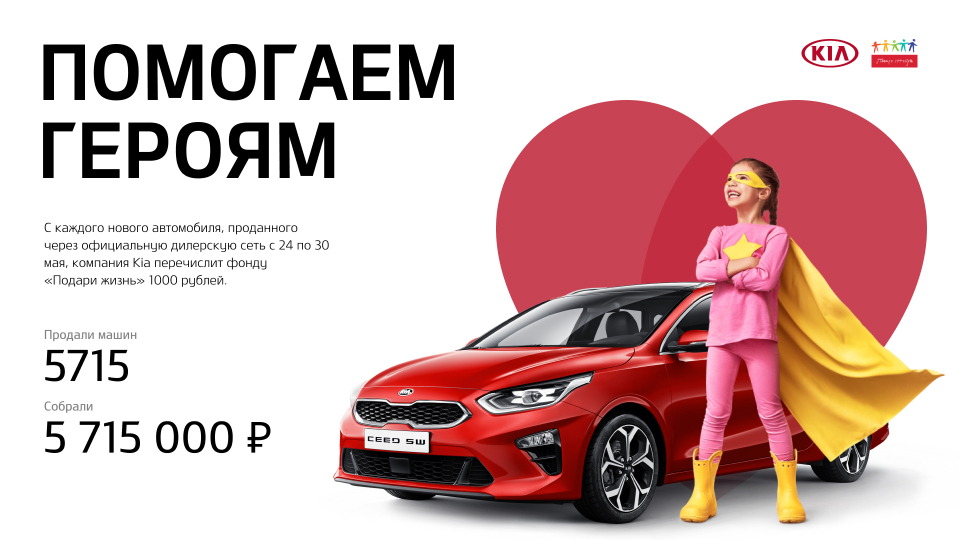 ПОМОГАЕМ
ГЕРОЯМ
KIA
С каждого нового автомобиля, проданного
через официальную дилерскую сеть с 24 по 30
мая, компания Kia перечислит фонду
«Подари жизнь» 1000 рублей.
Продали машин
5715
Собрали
5 715 000 ₽
KIA
CEED SW